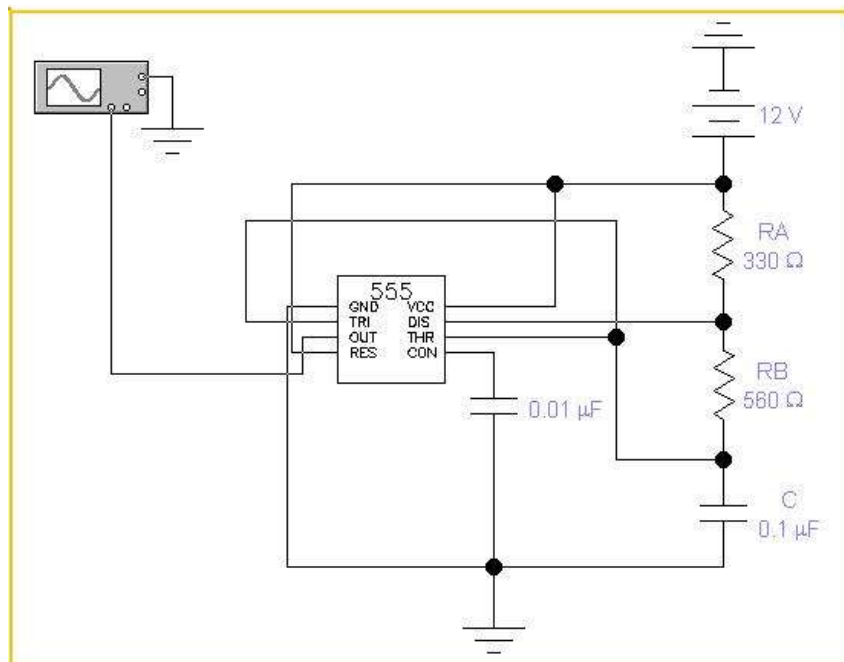 12 V
RA
330 Ω
555
GND VCC
TRI DIS
OUT THR
RES CON
RB
560 Ω
0.01 µF
C
0.1 µF